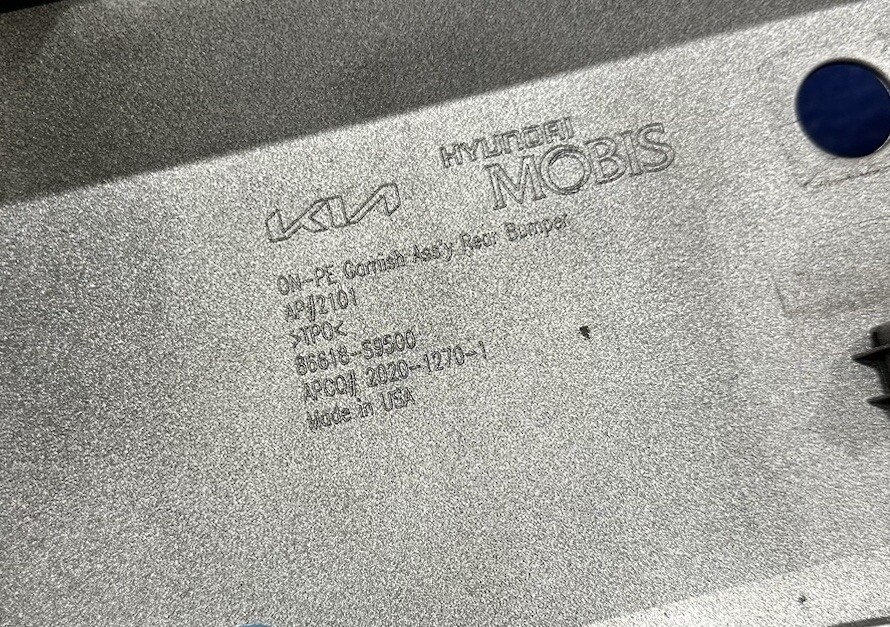 KIA
HYUNDAI
MOBIS
ON-PE Garnish Ass'y Rear Bumper
AP#2101
>TPO<
86618-S9500
APCQ# 2020-1270-1
Made in USA